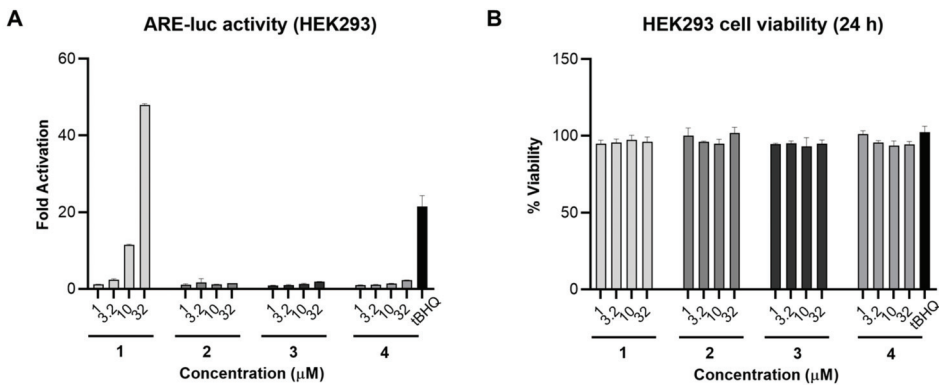 A
ARE-luc activity (HEK293)
Fold Activation
60
40
20
0
1 3.2 10 32 1 3.2 10 32 1 3.2 10 32 1 3.2 10 32 tBHQ
1 2 3 4
Concentration (μM)
B
HEK293 cell viability (24 h)
% Viability
150
100
50
0
1 3.2 10 32 1 3.2 10 32 1 3.2 10 32 1 3.2 10 32 tBHQ
1 2 3 4
Concentration (μM)